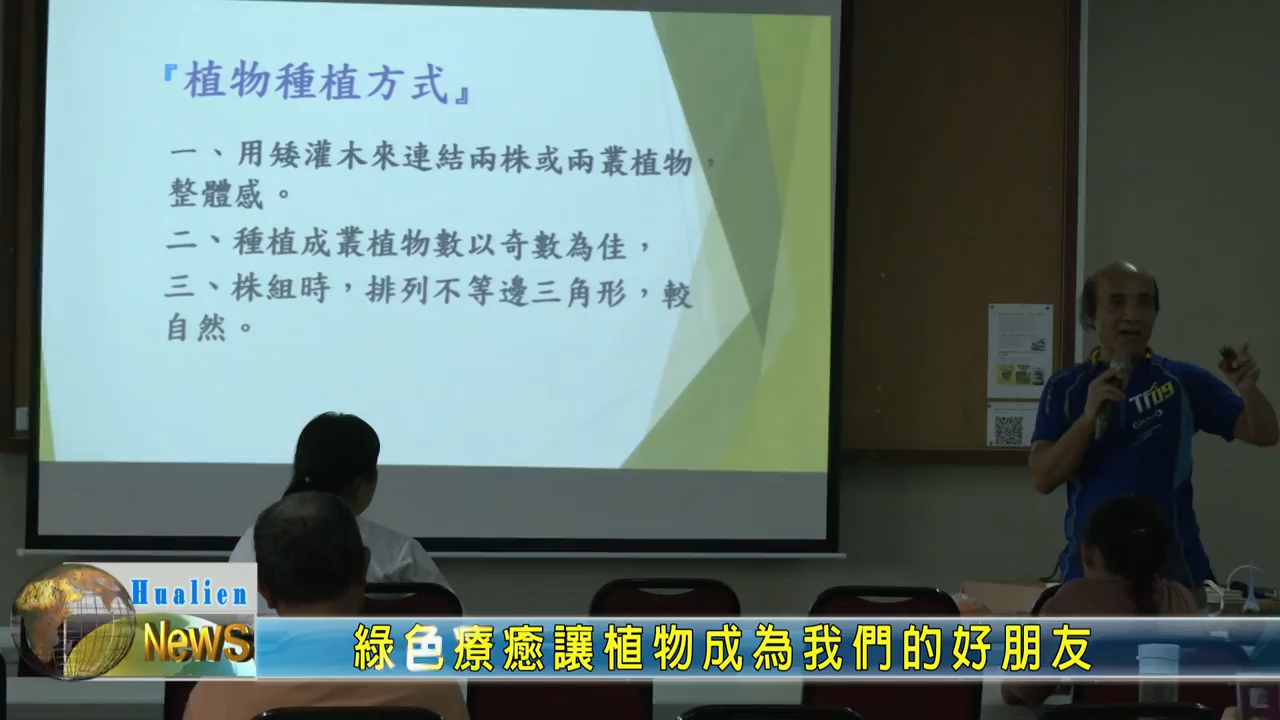 『植物種植方式』
一、用矮灌木來連結兩株或兩叢植物，
整體感。
二、種植成叢植物數以奇數為佳，
三、株組時，排列不等邊三角形，較
自然。
Tr09
Hualien
News
綠色療癒讓植物成為我們的好朋友